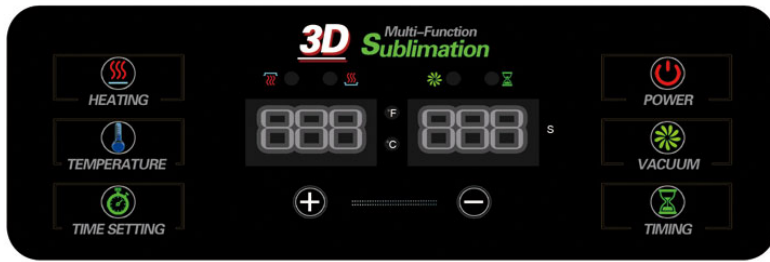 3D
Multi-Function
Sublimation
HEATING
POWER
888
F
C
888
S
TEMPERATURE
VACUUM
TIME SETTING
+
−
TIMING